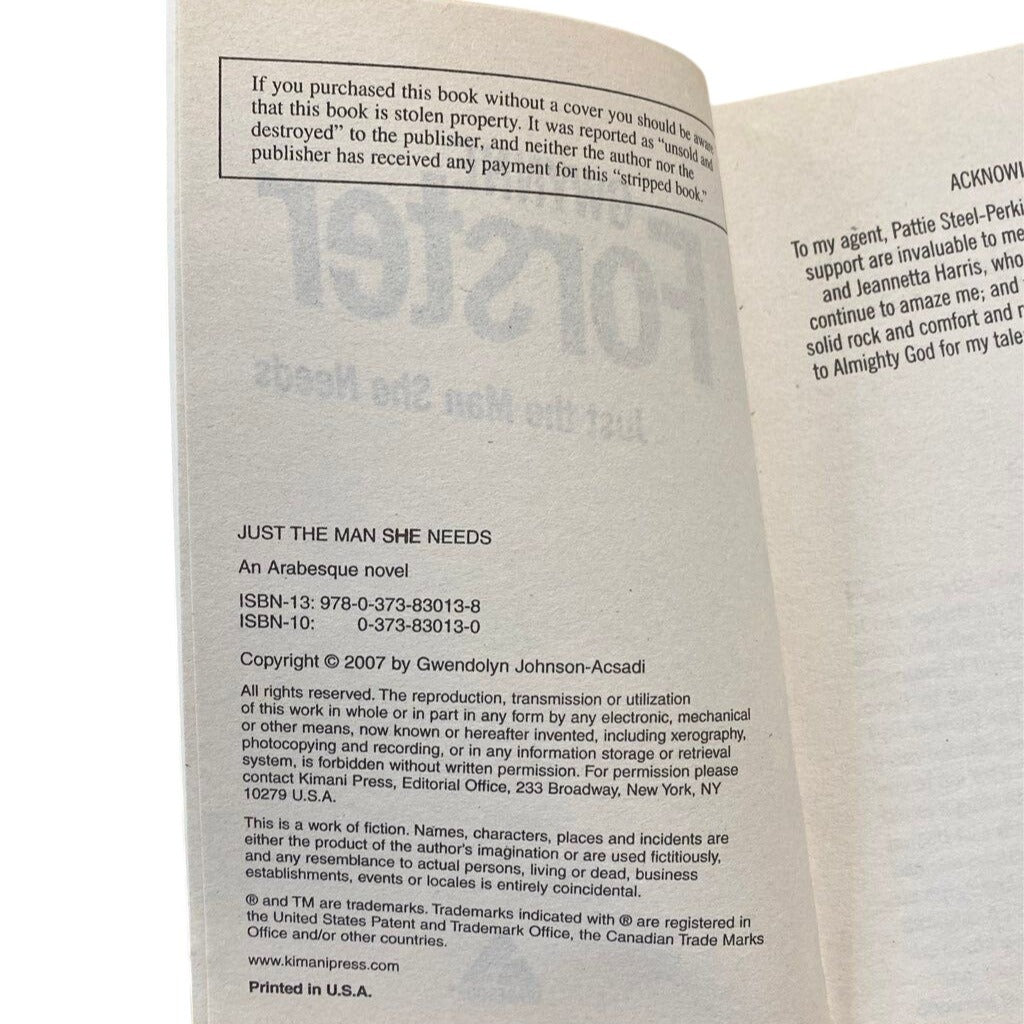 If you purchased this book without a cover you should be aware
that this book is stolen property. It was reported as “unsold and
destroyed” to the publisher, and neither the author nor the
publisher has received any payment for this “stripped book.”
Forster
Just the Man She Needs
JUST THE MAN SHE NEEDS
An Arabesque novel
ISBN-13: 978-0-373-83013-8
ISBN-10: 0-373-83013-0
Copyright © 2007 by Gwendolyn Johnson-Acsadi
All rights reserved. The reproduction, transmission or utilization
of this work in whole or in part in any form by any electronic, mechanical
or other means, now known or hereafter invented, including xerography,
photocopying and recording, or in any information storage or retrieval
system, is forbidden without written permission. For permission please
contact Kimani Press, Editorial Office, 233 Broadway, New York, NY
10279 U.S.A.
This is a work of fiction. Names, characters, places and incidents are
either the product of the author's imagination or are used fictitiously,
and any resemblance to actual persons, living or dead, business
establishments, events or locales is entirely coincidental.
® and TM are trademarks. Trademarks indicated with ® are registered in
the United States Patent and Trademark Office, the Canadian Trade Marks
Office and/or other countries.
www.kimanipress.com
Printed in U.S.A.
ACKNOWL
To my agent, Pattie Steel-Perki
support are invaluable to me
and Jeannetta Harris, who
continue to amaze me; and
solid rock and comfort and
to Almighty God for my tale